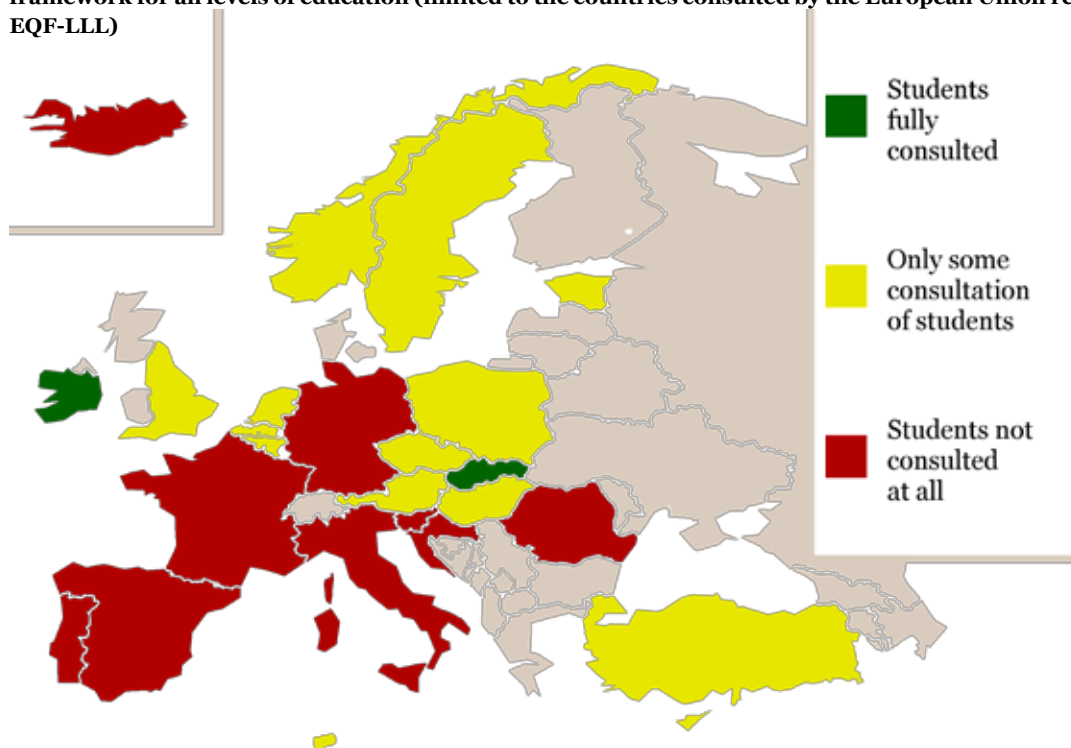 framework for all levels of education (limited to the countries consulted by the European Union
EQF-LLL)
Students
fully
consulted
Only some
consultation
of students
Students not
consulted
at all